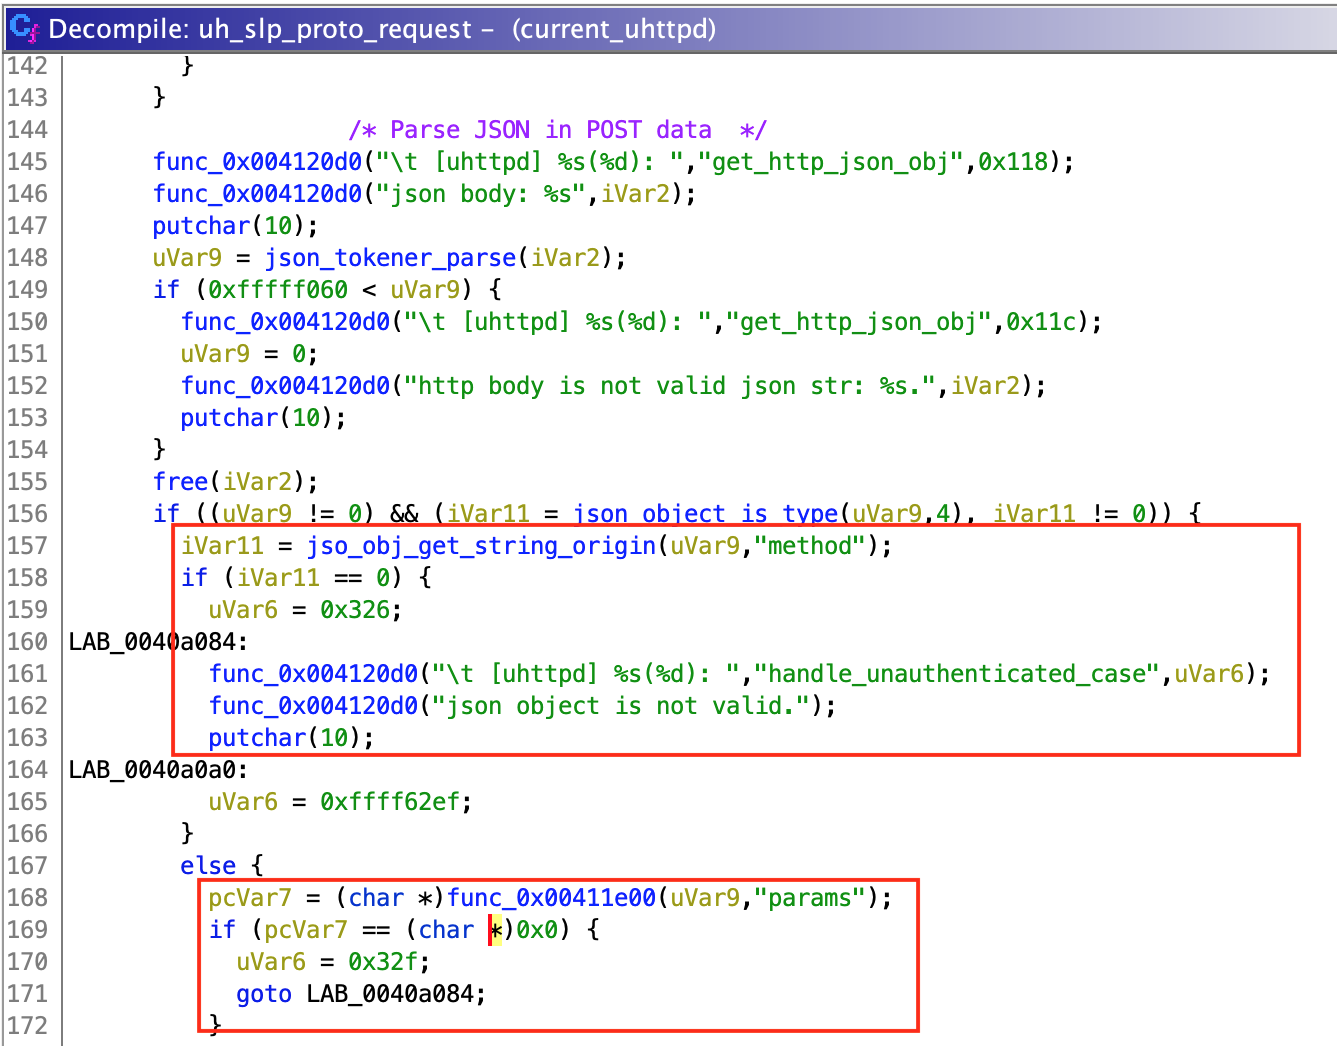 Decompile: uh_slp_proto_request – (current_uhttpd)
142 }
143 }
144 /* Parse JSON in POST data */
145 func_0x004120d0("\t [uhttpd] %s(%d): ","get_http_json_obj",0x118);
146 func_0x004120d0("json body: %s",iVar2);
147 putchar(10);
148 uVar9 = json_tokener_parse(iVar2);
149 if (0xfffff060 < uVar9) {
150 func_0x004120d0("\t [uhttpd] %s(%d): ","get_http_json_obj",0x11c);
151 uVar9 = 0;
152 func_0x004120d0("http body is not valid json str: %s.",iVar2);
153 putchar(10);
154 }
155 free(iVar2);
156 if ((uVar9 != 0) && (iVar11 = json_object_is_type(uVar9,4), iVar11 != 0)) {
157 iVar11 = jso_obj_get_string_origin(uVar9,"method");
158 if (iVar11 == 0) {
159 uVar6 = 0x326;
160 LAB_0040a084:
161 func_0x004120d0("\t [uhttpd] %s(%d): ","handle_unauthenticated_case",uVar6);
162 func_0x004120d0("json object is not valid.");
163 putchar(10);
164 LAB_0040a0a0:
165 uVar6 = 0xffff62ef;
166 }
167 else {
168 pcVar7 = (char *)func_0x00411e00(uVar9,"params");
169 if (pcVar7 == (char *)0x0) {
170 uVar6 = 0x32f;
171 goto LAB_0040a084;
172 }